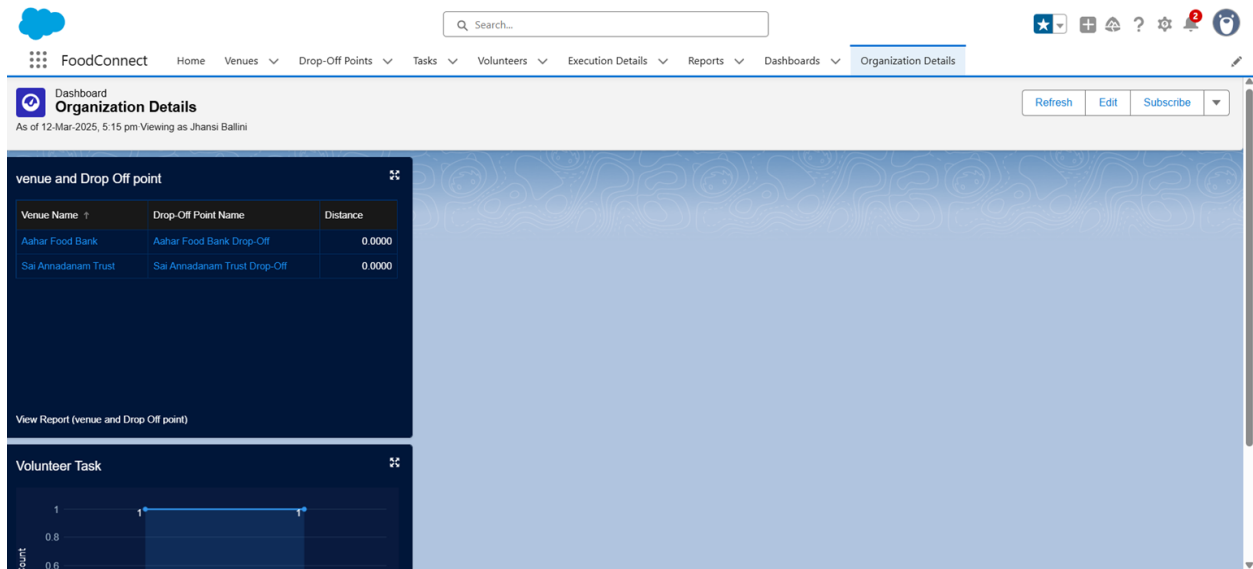 Search...
2
FoodConnect Home Venues Drop-Off Points Tasks Volunteers Execution Details Reports Dashboards Organization Details
Dashboard
Organization Details
As of 12-Mar-2025, 5:15 pm·Viewing as Jhansi Ballini
Refresh Edit Subscribe
venue and Drop Off point
Venue Name ↑ Drop-Off Point Name Distance
Aahar Food Bank Aahar Food Bank Drop-Off 0.0000
Sai Annadanam Trust Sai Annadanam Trust Drop-Off 0.0000
View Report (venue and Drop Off point)
Volunteer Task
1
1 1
0.8
0.6